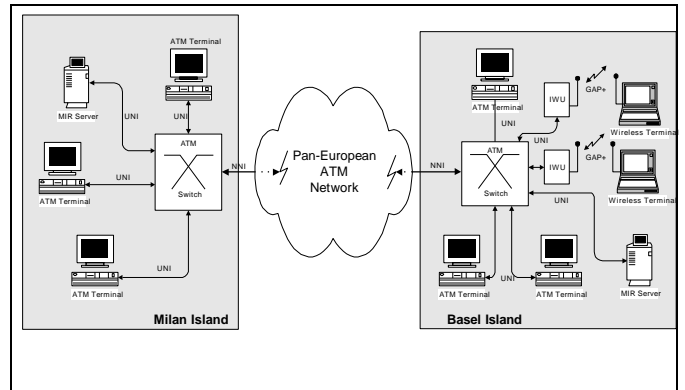 ATM Terminal
MIR Server
UNI
UNI
ATM
Switch
UNI
ATM Terminal
UNI
ATM Terminal
Milan Island
NNI
Pan-European
ATM
Network
NNI
ATM Terminal
UNI
IWU
GAP+
Wireless Terminal
UNI
ATM
Switch
IWU
GAP+
Wireless Terminal
UNI
UNI
ATM Terminal
ATM Terminal
MIR Server
Basel Island